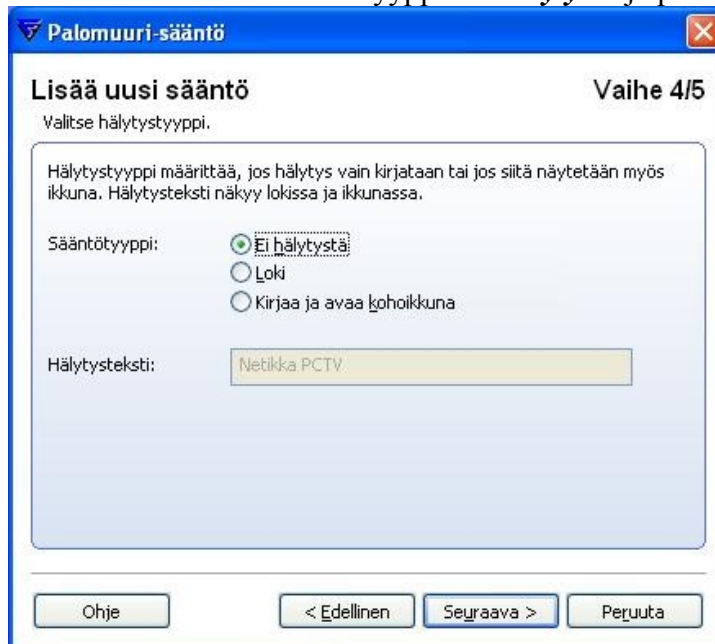 Palomuuri-sääntö
Lisää uusi sääntö Vaihe 4/5
Valitse hälytystyyppi.
Hälytystyyppi määrittää, jos hälytys vain kirjataan tai jos siitä näytetään myös
ikkuna. Hälytysteksti näkyy lokissa ja ikkunassa.
Sääntötyyppi: Ei hälytystä
Loki
Kirjaa ja avaa kohoikkuna
Hälytysteksti: Netikka PCTV
Ohje < Edellinen Seuraava > Peruuta